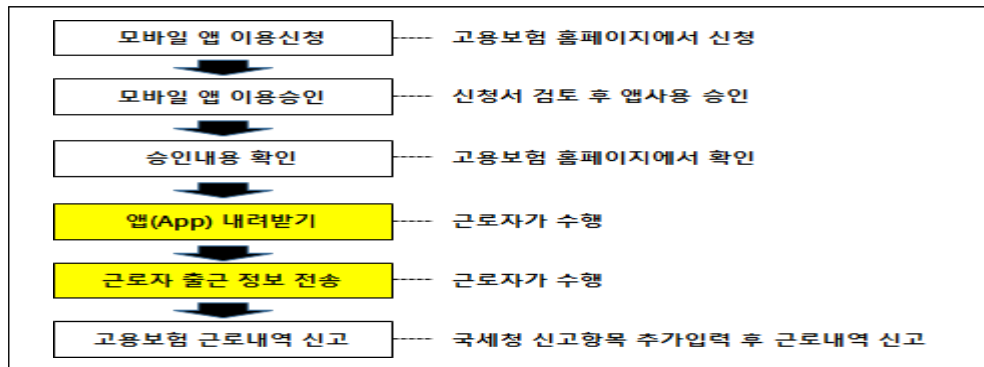 모바일 앱 이용신청 고용보험 홈페이지에서 신청
모바일 앱 이용승인 신청서 검토 후 앱사용 승인
승인내용 확인 고용보험 홈페이지에서 확인
앱(App) 내려받기 근로자가 수행
근로자 출근 정보 전송 근로자가 수행
고용보험 근로내역 신고 국세청 신고항목 추가입력 후 근로내역 신고